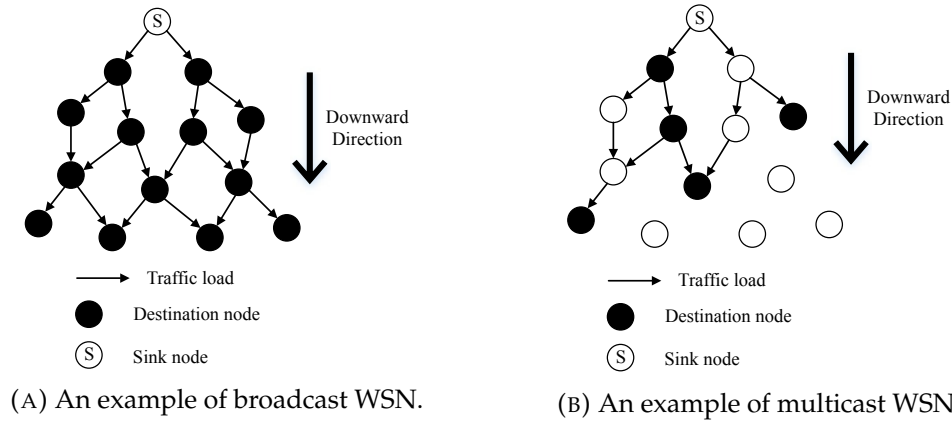 S
Downward
Direction
Traffic load
Destination node
S
Sink node
(A) An example of broadcast WSN.
S
Downward
Direction
Traffic load
Destination node
S
Sink node
(B) An example of multicast WSN